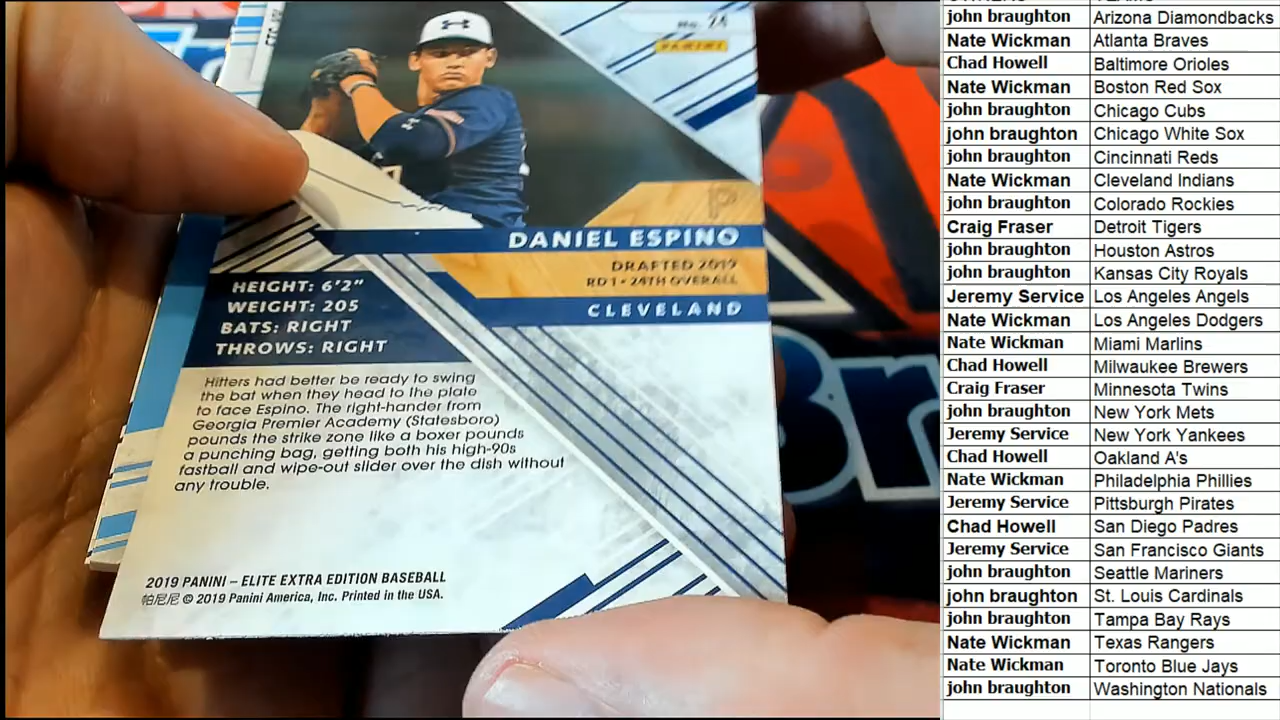 No. 24
PANINI
P
DANIEL ESPINO
DRAFTED 2019
RD 1 • 24TH OVERALL
CLEVELAND
HEIGHT: 6'2"
WEIGHT: 205
BATS: RIGHT
THROWS: RIGHT
Hitters had better be ready to swing
the bat when they head to the plate
to face Espino. The right-hander from
Georgia Premier Academy (Statesboro)
pounds the strike zone like a boxer pounds
a punching bag, getting both his high-90s
fastball and wipe-out slider over the dish without
any trouble.
2019 PANINI – ELITE EXTRA EDITION BASEBALL
帕尼尼 © 2019 Panini America, Inc. Printed in the USA.
john braughton Arizona Diamondbacks
Nate Wickman Atlanta Braves
Chad Howell Baltimore Orioles
Nate Wickman Boston Red Sox
john braughton Chicago Cubs
john braughton Chicago White Sox
john braughton Cincinnati Reds
Nate Wickman Cleveland Indians
john braughton Colorado Rockies
Craig Fraser Detroit Tigers
john braughton Houston Astros
john braughton Kansas City Royals
Jeremy Service Los Angeles Angels
Nate Wickman Los Angeles Dodgers
Nate Wickman Miami Marlins
Chad Howell Milwaukee Brewers
Craig Fraser Minnesota Twins
john braughton New York Mets
Jeremy Service New York Yankees
Chad Howell Oakland A's
Nate Wickman Philadelphia Phillies
Jeremy Service Pittsburgh Pirates
Chad Howell San Diego Padres
Jeremy Service San Francisco Giants
john braughton Seattle Mariners
john braughton St. Louis Cardinals
john braughton Tampa Bay Rays
Nate Wickman Texas Rangers
Nate Wickman Toronto Blue Jays
john braughton Washington Nationals